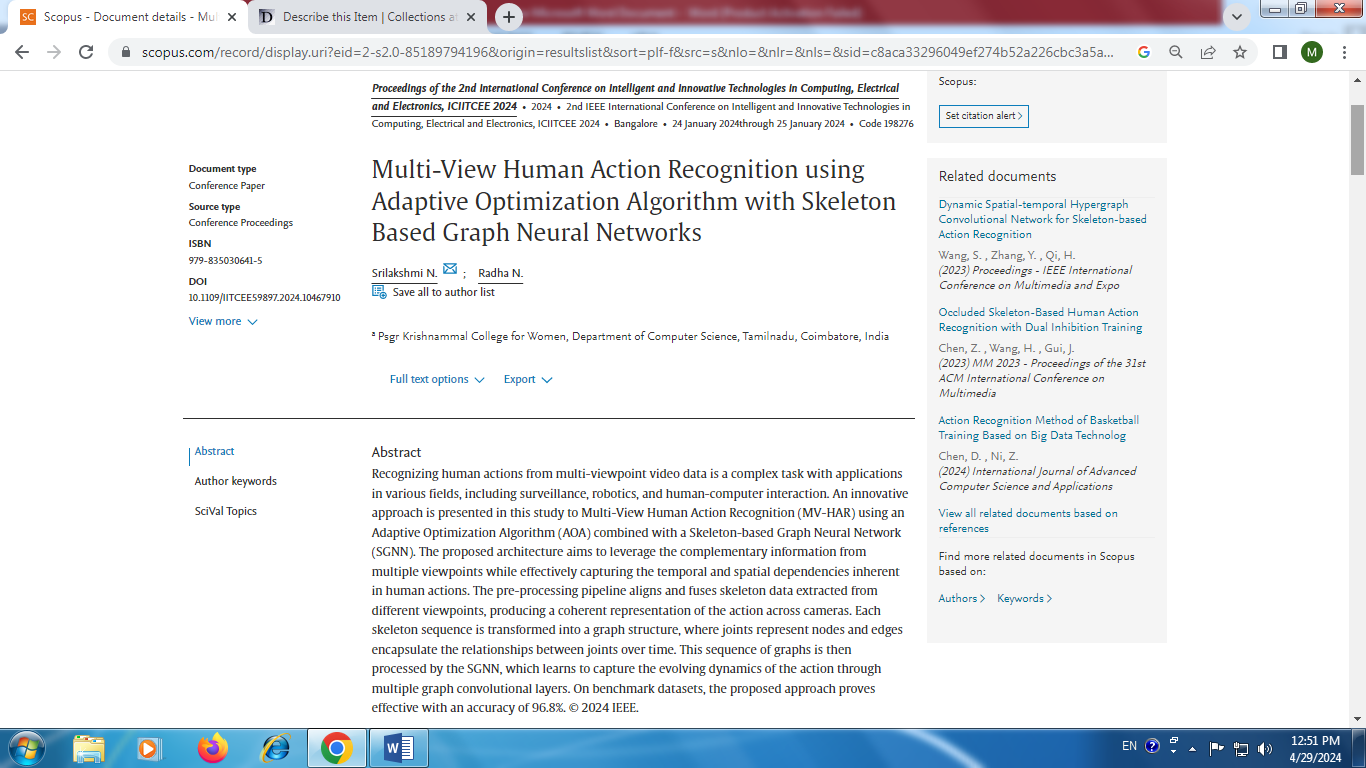 Scopus - Document details - Mul
Describe this Item | Collections at
scopus.com/record/display.uri?eid=2-s2.0-85189794196&origin=resultslist&sort=plf-f&src=s&nlo=&nlr=&nls=&sid=c8aca33296049ef274b52a226cbc3a5a...
M
Proceedings of the 2nd International Conference on Intelligent and Innovative Technologies in Computing, Electrical
and Electronics, ICIITCEE 2024 • 2024 • 2nd IEEE International Conference on Intelligent and Innovative Technologies in
Computing, Electrical and Electronics, ICIITCEE 2024 • Bangalore • 24 January 2024through 25 January 2024 • Code 198276
Document type
Conference Paper
Source type
Conference Proceedings
ISBN
979-835030641-5
DOI
10.1109/IITCEE59897.2024.10467910
View more
Multi-View Human Action Recognition using
Adaptive Optimization Algorithm with Skeleton
Based Graph Neural Networks
Srilakshmi N. ; Radha N.
Save all to author list
ª Psgr Krishnammal College for Women, Department of Computer Science, Tamilnadu, Coimbatore, India
Full text options Export
Abstract
Author keywords
SciVal Topics
Abstract
Recognizing human actions from multi-viewpoint video data is a complex task with applications
in various fields, including surveillance, robotics, and human-computer interaction. An innovative
approach is presented in this study to Multi-View Human Action Recognition (MV-HAR) using an
Adaptive Optimization Algorithm (AOA) combined with a Skeleton-based Graph Neural Network
(SGNN). The proposed architecture aims to leverage the complementary information from
multiple viewpoints while effectively capturing the temporal and spatial dependencies inherent
in human actions. The pre-processing pipeline aligns and fuses skeleton data extracted from
different viewpoints, producing a coherent representation of the action across cameras. Each
skeleton sequence is transformed into a graph structure, where joints represent nodes and edges
encapsulate the relationships between joints over time. This sequence of graphs is then
processed by the SGNN, which learns to capture the evolving dynamics of the action through
multiple graph convolutional layers. On benchmark datasets, the proposed approach proves
effective with an accuracy of 96.8%. © 2024 IEEE.
Scopus:
Set citation alert
Related documents
Dynamic Spatial-temporal Hypergraph
Convolutional Network for Skeleton-based
Action Recognition
Wang, S. , Zhang, Y. , Qi, H.
(2023) Proceedings - IEEE International
Conference on Multimedia and Expo
Occluded Skeleton-Based Human Action
Recognition with Dual Inhibition Training
Chen, Z. , Wang, H. , Gui, J.
(2023) MM 2023 - Proceedings of the 31st
ACM International Conference on
Multimedia
Action Recognition Method of Basketball
Training Based on Big Data Technolog
Chen, D. , Ni, Z.
(2024) International Journal of Advanced
Computer Science and Applications
View all related documents based on
references
Find more related documents in Scopus
based on:
Authors Keywords
EN
12:51 PM
4/29/2024